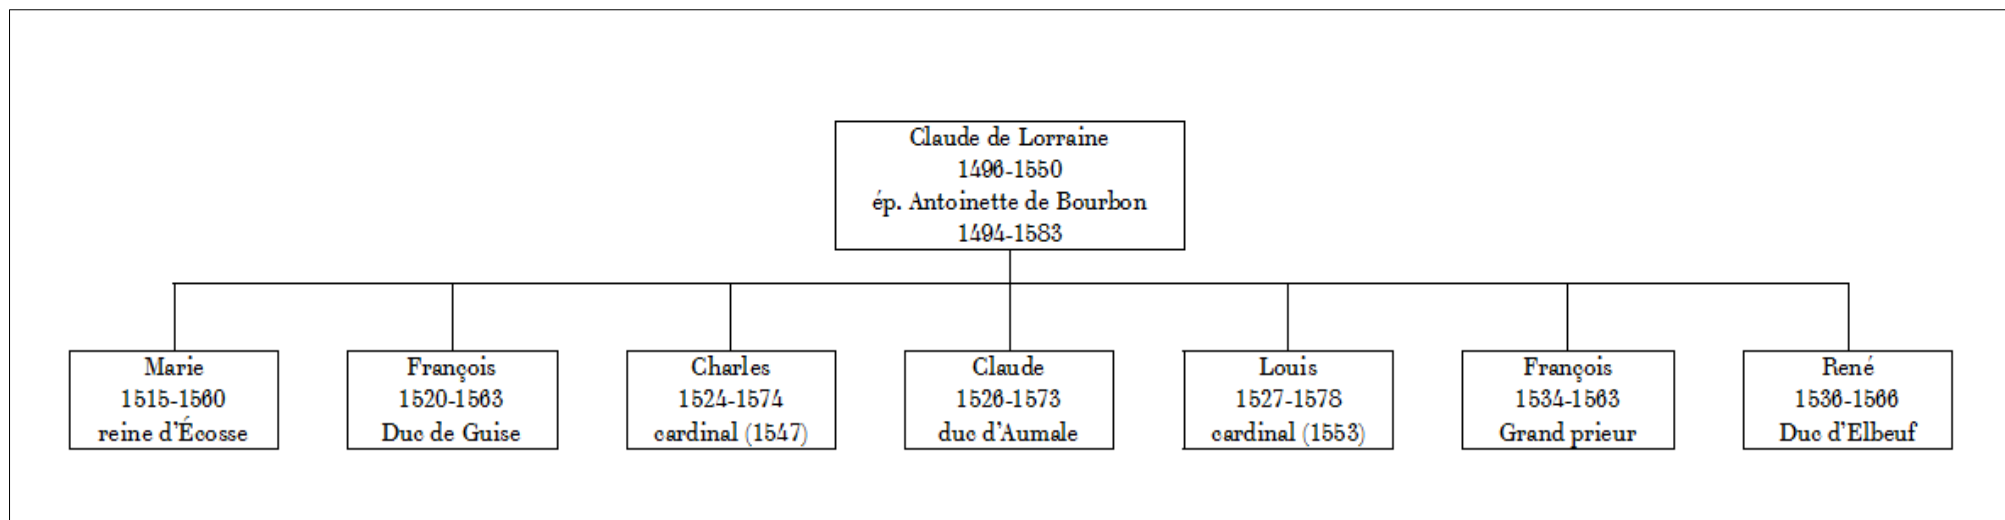 Claude de Lorraine
1496-1550
ép. Antoinette de Bourbon
1494-1583
Marie
1515-1560
reine d'Écosse
François
1520-1563
Duc de Guise
Charles
1524-1574
cardinal (1547)
Claude
1526-1573
duc d'Aumale
Louis
1527-1578
cardinal (1553)
François
1534-1563
Grand prieur
René
1536-1566
Duc d'Elbeuf